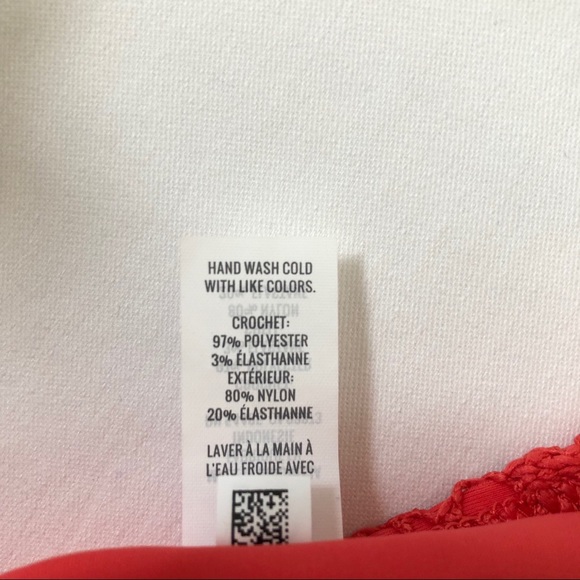 HAND WASH COLD
WITH LIKE COLORS.
CROCHET:
97% POLYESTER
3% ÉLASTHANNE
EXTÉRIEUR:
80% NYLON
20% ÉLASTHANNE
LAVER À LA MAIN À
L'EAU FROIDE AVEC